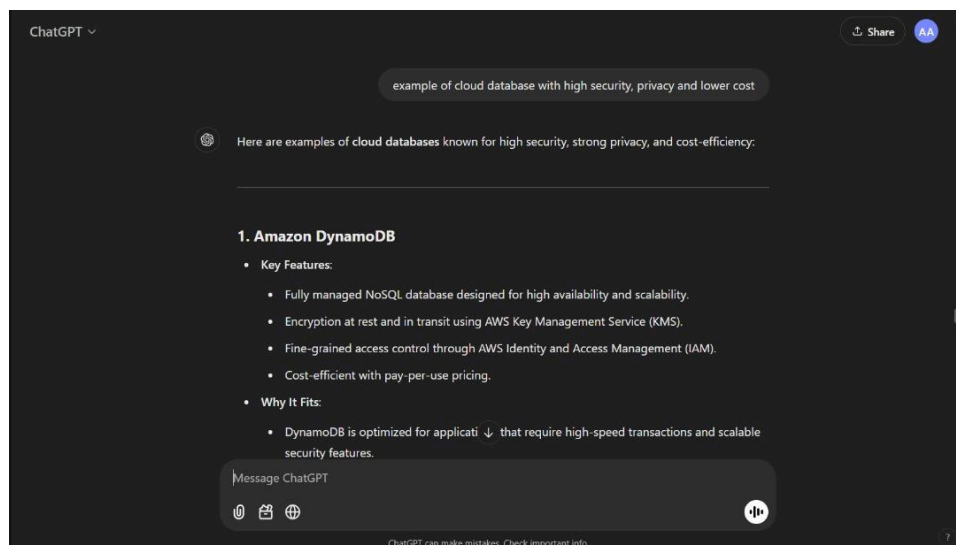 ChatGPT
Share
AA
example of cloud database with high security, privacy and lower cost
Here are examples of cloud databases known for high security, strong privacy, and cost-efficiency:
1. Amazon DynamoDB
• Key Features:
• Fully managed NoSQL database designed for high availability and scalability.
• Encryption at rest and in transit using AWS Key Management Service (KMS).
• Fine-grained access control through AWS Identity and Access Management (IAM).
• Cost-efficient with pay-per-use pricing.
• Why It Fits:
• DynamoDB is optimized for applicati that require high-speed transactions and scalable
security features.
Message ChatGPT
ChatGPT can make mistakes. Check important info.
?